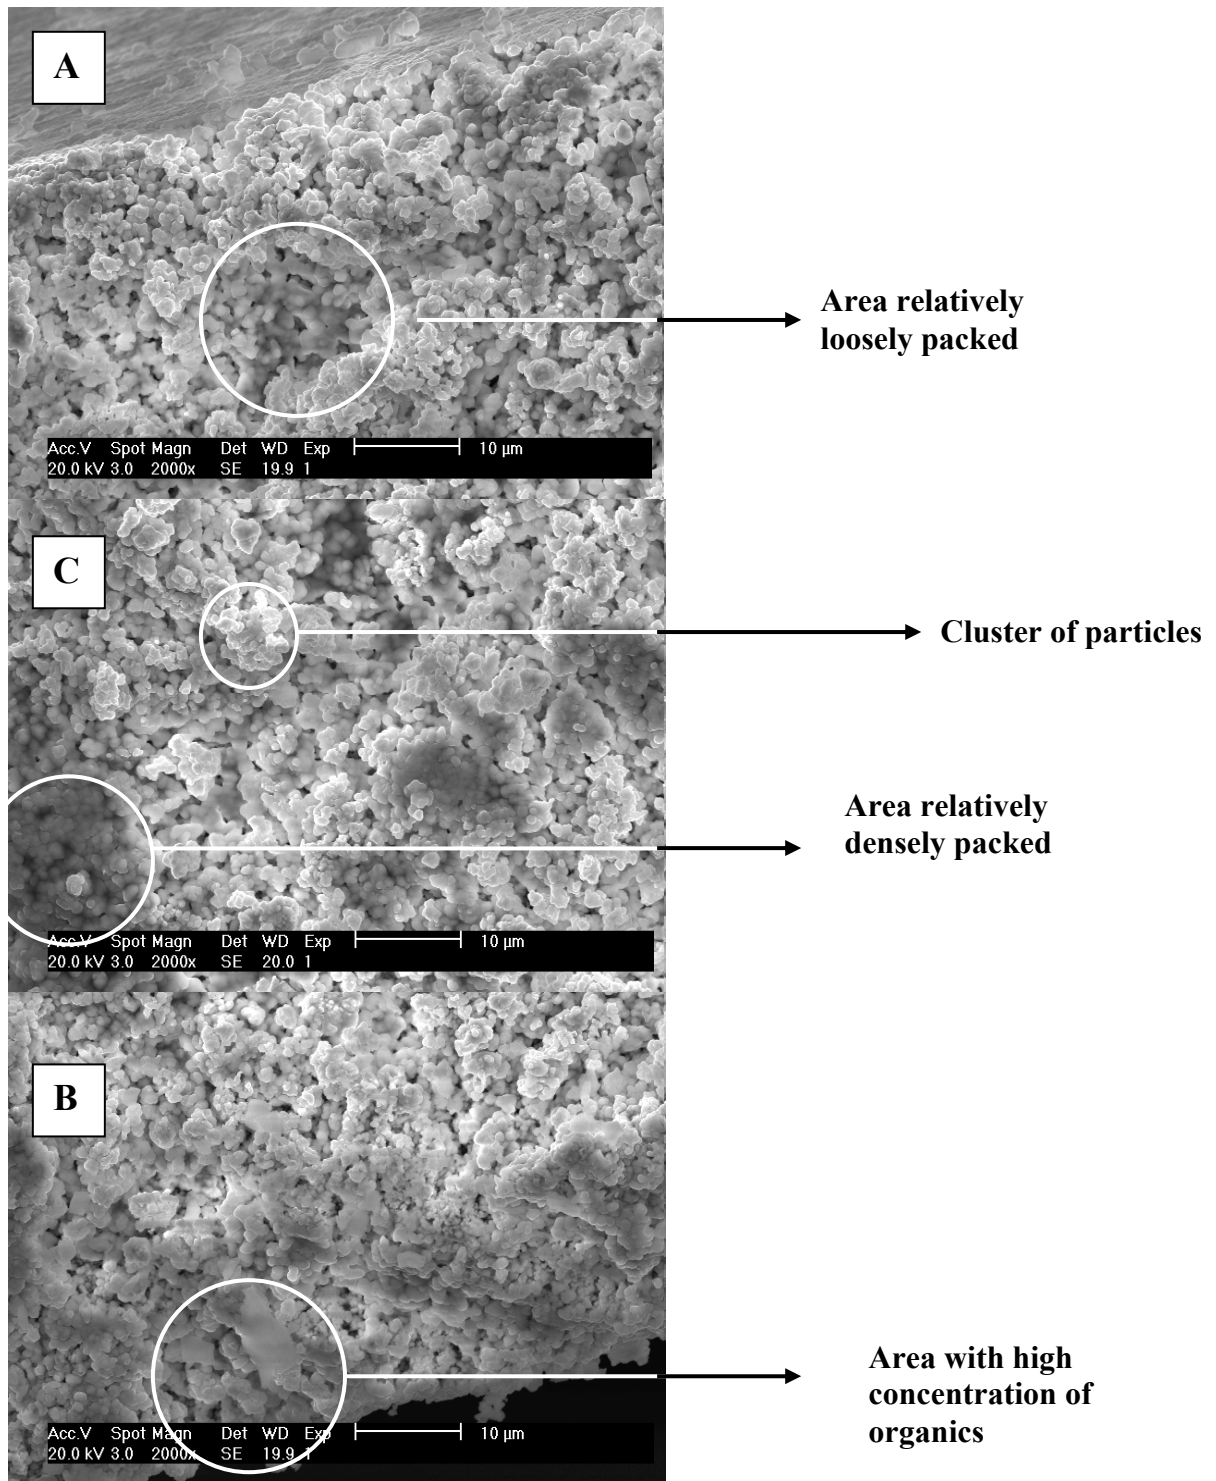 A
Area relatively
loosely packed
Acc.V Spot Magn Det WD Exp 10 µm
20.0 kV 3.0 2000x SE 19.9 1
C
Cluster of particles
Area relatively
densely packed
Acc.V Spot Magn Det WD Exp 10 µm
20.0 kV 3.0 2000x SE 20.0 1
B
Area with high
concentration of
organics
Acc.V Spot Magn Det WD Exp 10 µm
20.0 kV 3.0 2000x SE 19.9 1